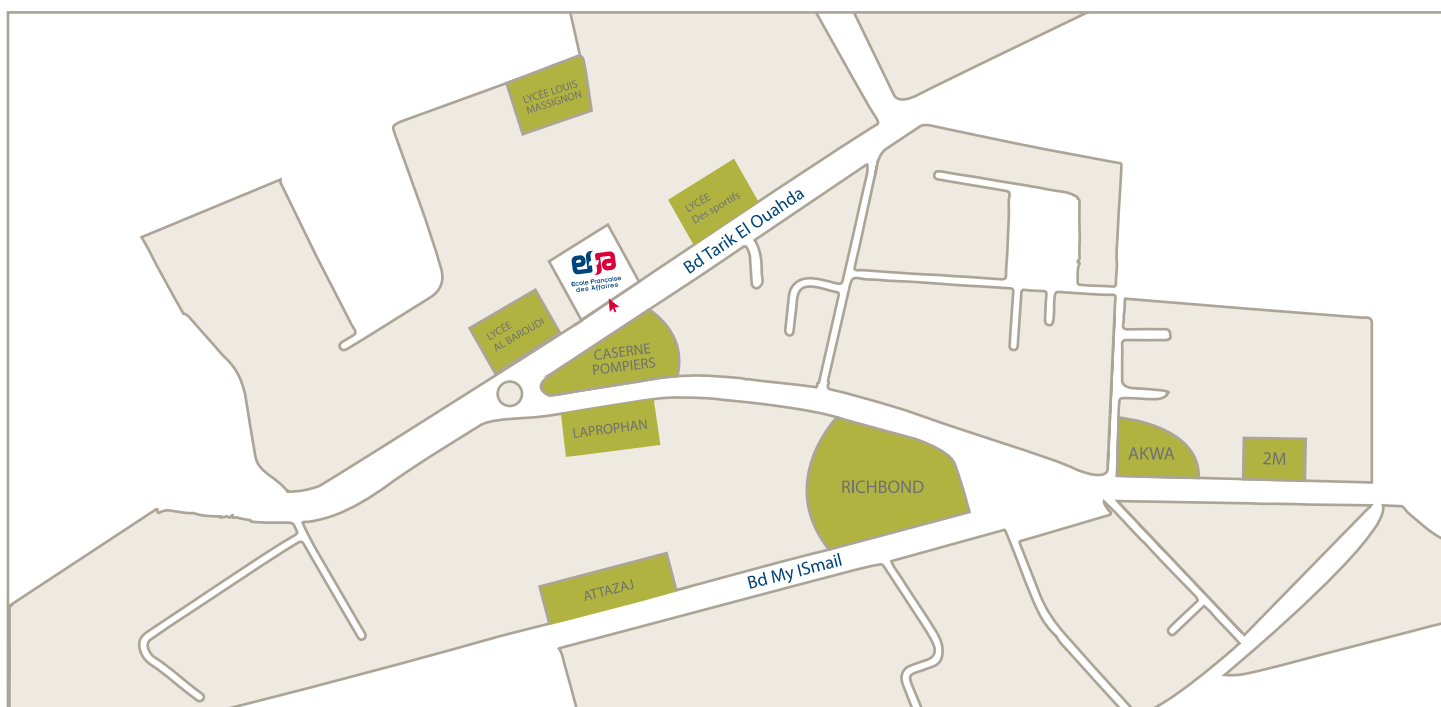 LYCÉE LOUIS
MASSIGNON
LYCÉE
Des sportifs
Bd Tarik El Ouahda
efa
Ecole Française
des Affaires
LYCÉE
AL BAROUDI
CASERNE
POMPIERS
LAPROPHAN
RICHBOND
AKWA
2M
Bd My ISmail
ATTAZAJ